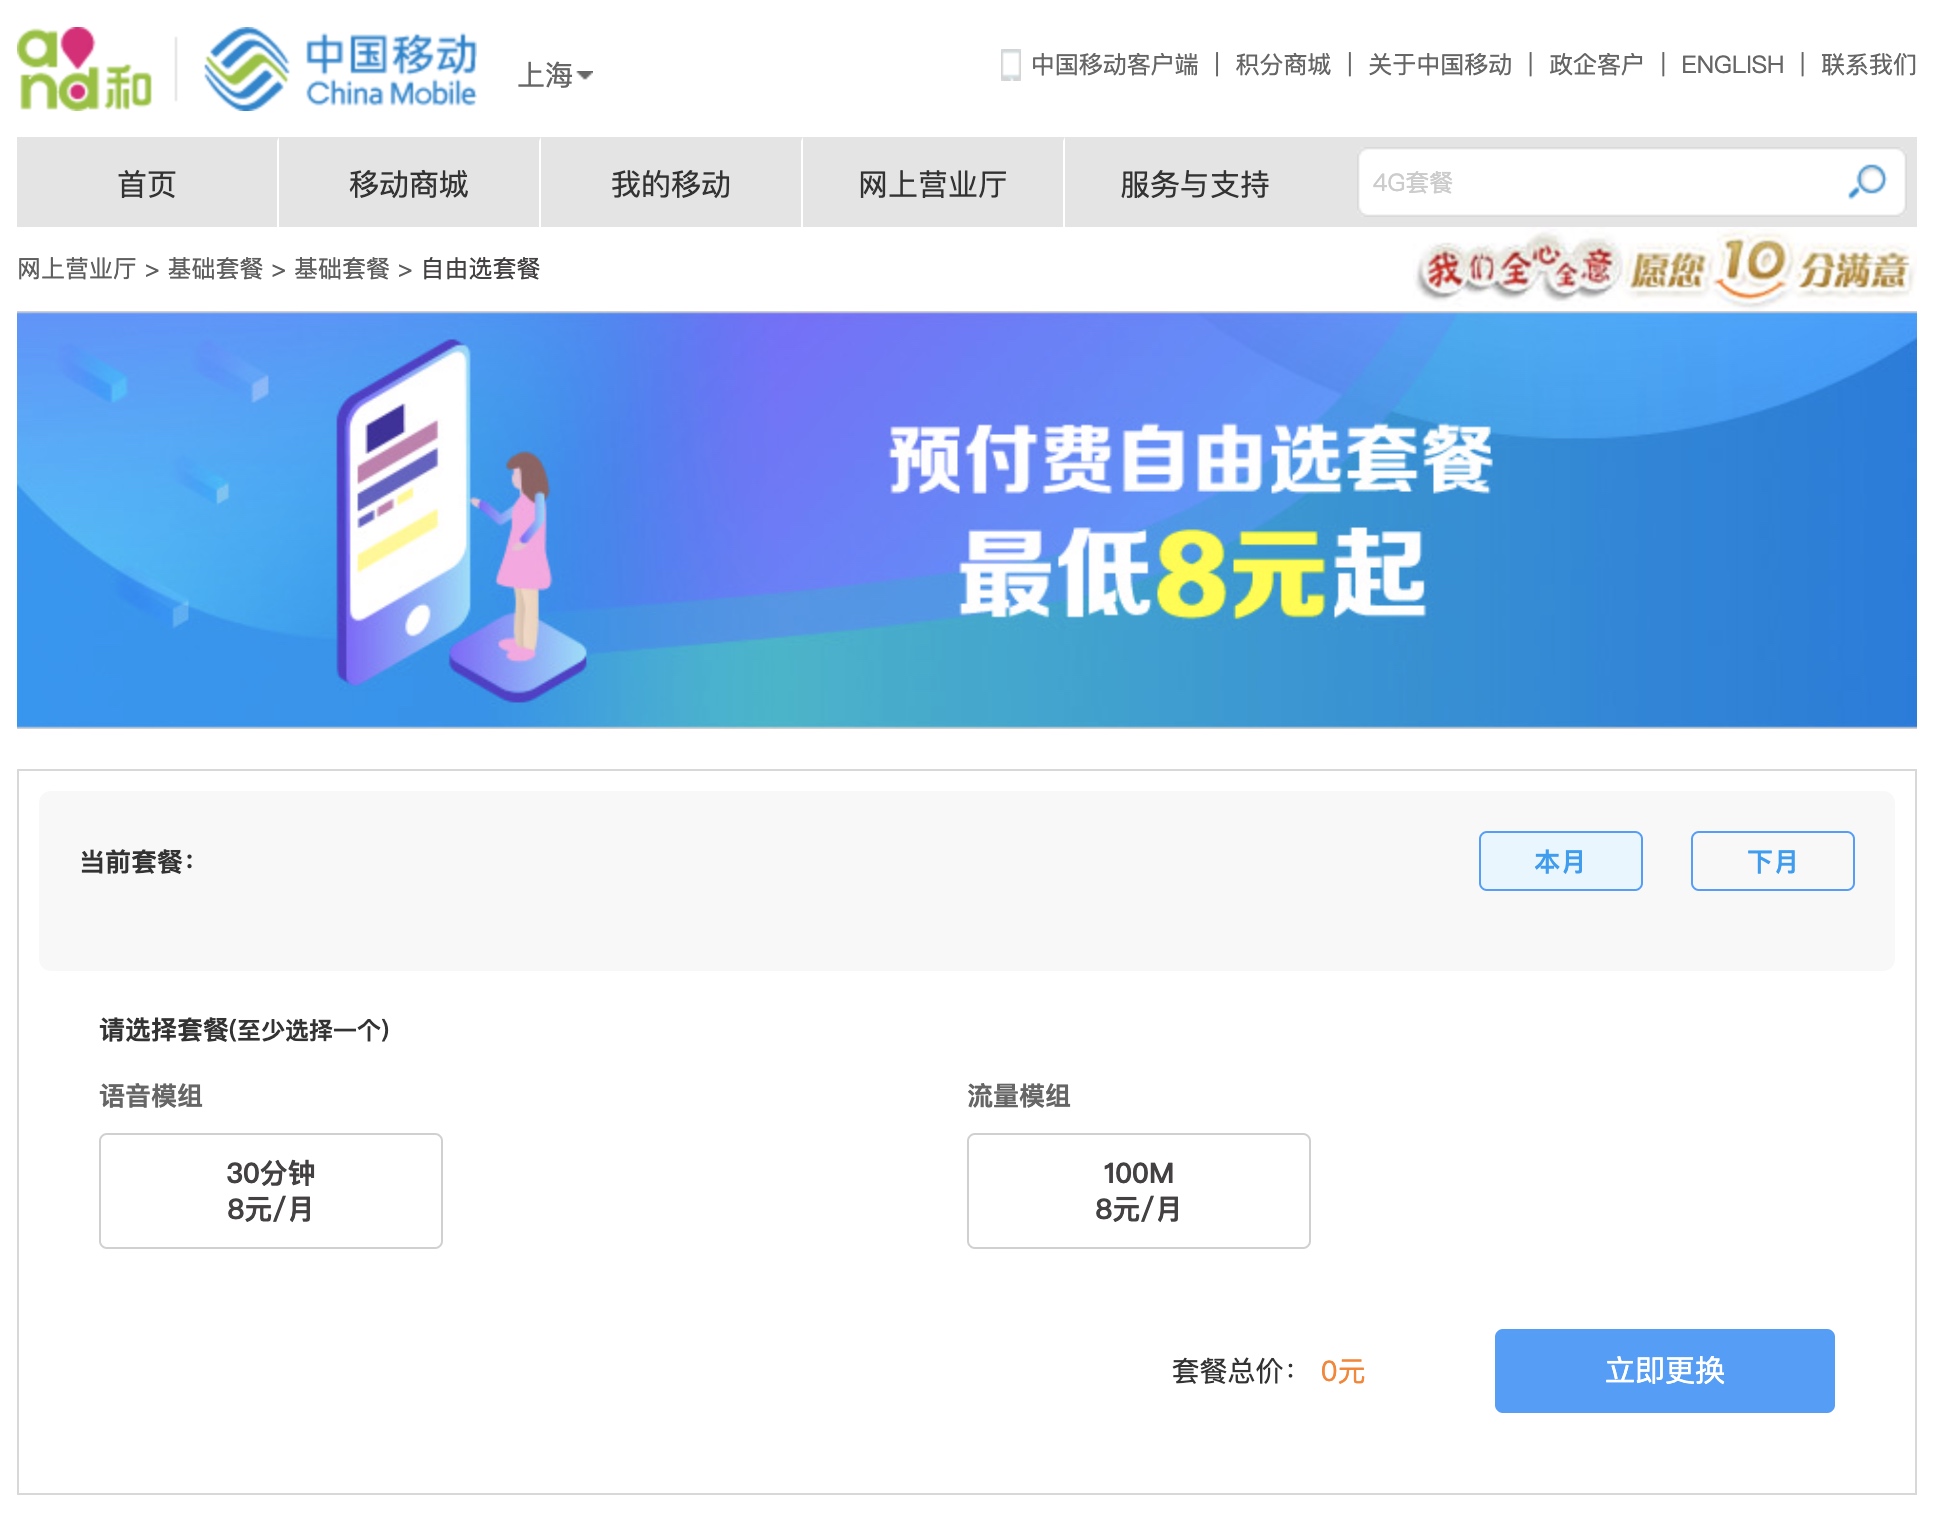 and和
中国移动
China Mobile
上海
中国移动客户端 | 积分商城 | 关于中国移动 | 政企客户 | ENGLISH | 联系我们
首页 移动商城 我的移动 网上营业厅 服务与支持 4G套餐
网上营业厅 > 基础套餐 > 基础套餐 > 自由选套餐
我们全心全意 愿您10分满意
预付费自由选套餐
最低8元起
当前套餐：
本月 下月
请选择套餐(至少选择一个)
语音模组 流量模组
30分钟
8元/月
100M
8元/月
套餐总价： 0元
立即更换